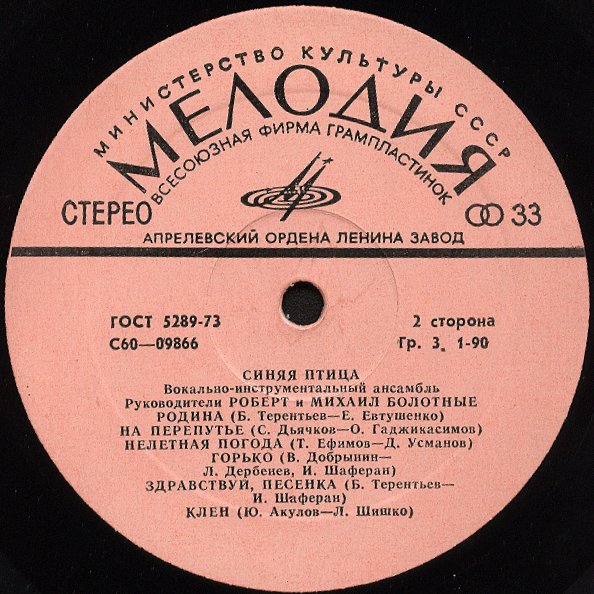 МИНИСТЕРСТВО КУЛЬТУРЫ СССР
МЕЛОДИЯ
ВСЕСОЮЗНАЯ ФИРМА ГРАМПЛАСТИНОК
СТЕРЕО
33
АПРЕЛЕВСКИЙ ОРДЕНА ЛЕНИНА ЗАВОД
ГОСТ 5289-73
2 сторона
С60—09866
Гр. 3. 1-90
СИНЯЯ ПТИЦА
Вокально-инструментальный ансамбль
Руководители РОБЕРТ и МИХАИЛ БОЛОТНЫЕ
РОДИНА (Б. Терентьев—Е. Евтушенко)
НА ПЕРЕПУТЬЕ (С. Дьячков—О. Гаджикасимов)
НЕЛЕТНАЯ ПОГОДА (Т. Ефимов—Д. Усманов)
ГОРЬКО (В. Добрынин—
Л. Дербенев, И. Шаферан)
ЗДРАВСТВУЙ, ПЕСЕНКА (Б. Терентьев—
И. Шаферан)
КЛЕН (Ю. Акулов—Л. Шишко)